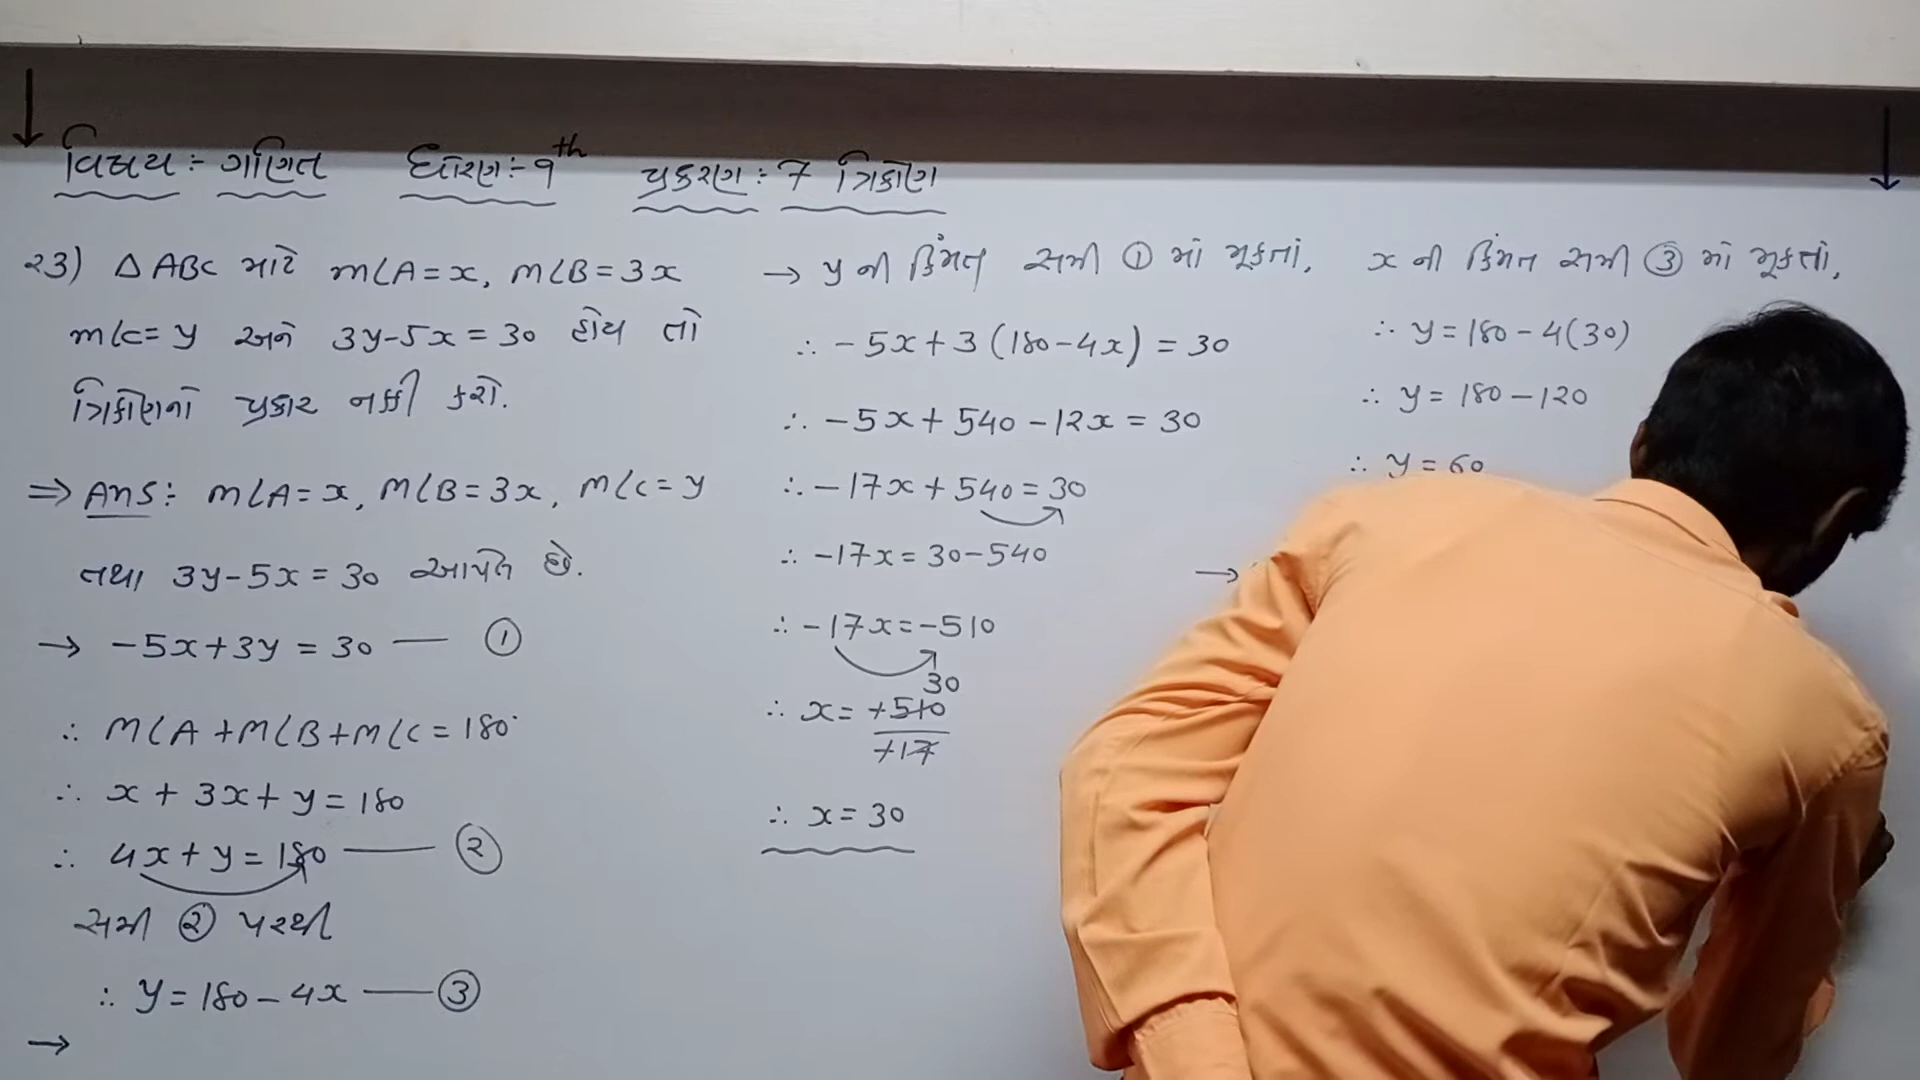 વિષય :- ગણિત ધોરણ :- 9th પ્રકરણ : 7 ત્રિકોણ
23) △ABC માટે m∠A = x, m∠B = 3x
m∠C = y અને 3y-5x = 30 હોય તો
ત્રિકોણનો પ્રકાર નક્કી કરો.
⇒ Ans :- m∠A = x, m∠B = 3x, m∠C = y
તથા 3y-5x = 30 આપેલ છે.
→ -5x+3y = 30 — ①
∴ m∠A + m∠B + m∠C = 180°
∴ x + 3x + y = 180
∴ 4x + y = 180 — ②
સમી ② પરથી
∴ y = 180 - 4x — ③
→
→ y ની કિંમત સમી ① માં મૂકતાં,
∴ -5x + 3(180-4x) = 30
∴ -5x + 540 - 12x = 30
∴ -17x + 540 = 30
∴ -17x = 30-540
∴ -17x = -510
30
∴ x = +510
+17
∴ x = 30
x ની કિંમત સમી ③ માં મૂકતાં,
∴ y = 180 - 4(30)
∴ y = 180 - 120
∴ y = 60
→